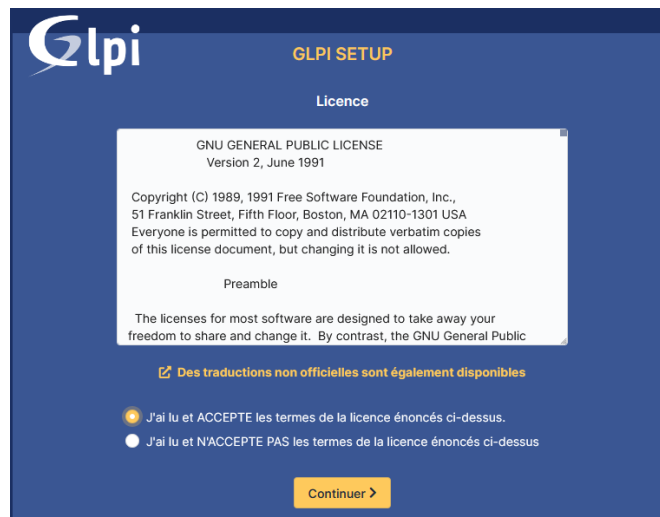 Glpi
GLPI SETUP
Licence
GNU GENERAL PUBLIC LICENSE
Version 2, June 1991
Copyright (C) 1989, 1991 Free Software Foundation, Inc.,
51 Franklin Street, Fifth Floor, Boston, MA 02110-1301 USA
Everyone is permitted to copy and distribute verbatim copies
of this license document, but changing it is not allowed.
Preamble
The licenses for most software are designed to take away your
freedom to share and change it. By contrast, the GNU General Public
Des traductions non officielles sont également disponibles
J'ai lu et ACCEPTE les termes de la licence énoncés ci-dessus.
J'ai lu et N'ACCEPTE PAS les termes de la licence énoncés ci-dessus
Continuer